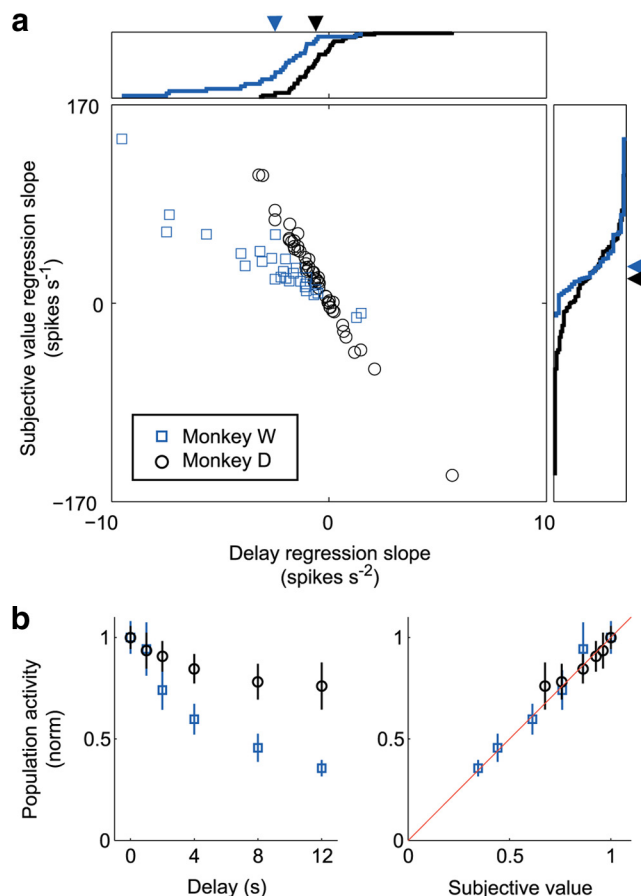 a
170
0
-170
Subjective value regression slope
(spikes s-1)
Monkey W
Monkey D
-10
0
10
Delay regression slope
(spikes s-2)
b
Population activity
(norm)
1
0.5
0
0
4
8
12
Delay (s)
1
0.5
0
0
0.5
1
Subjective value